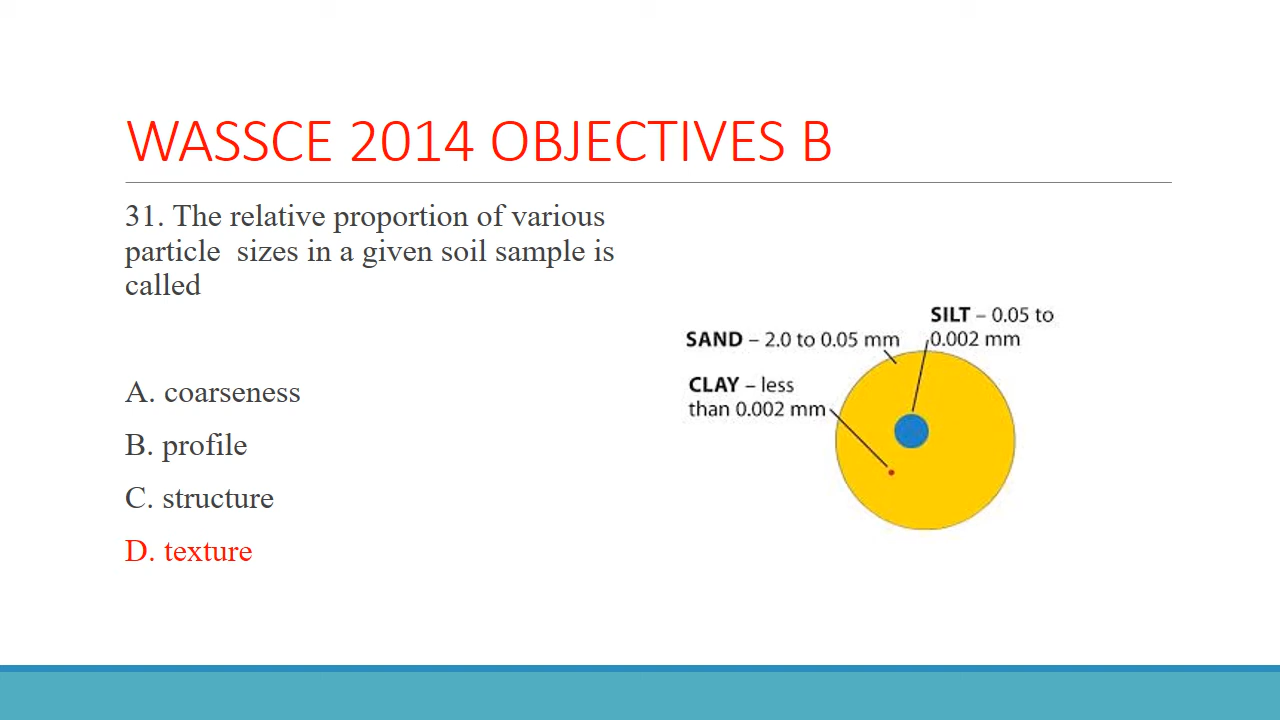 WASSCE 2014 OBJECTIVES B
31. The relative proportion of various
particle  sizes in a given soil sample is
called
A. coarseness
B. profile
C. structure
D. texture
SILT – 0.05 to
0.002 mm
SAND – 2.0 to 0.05 mm
CLAY – less
than 0.002 mm